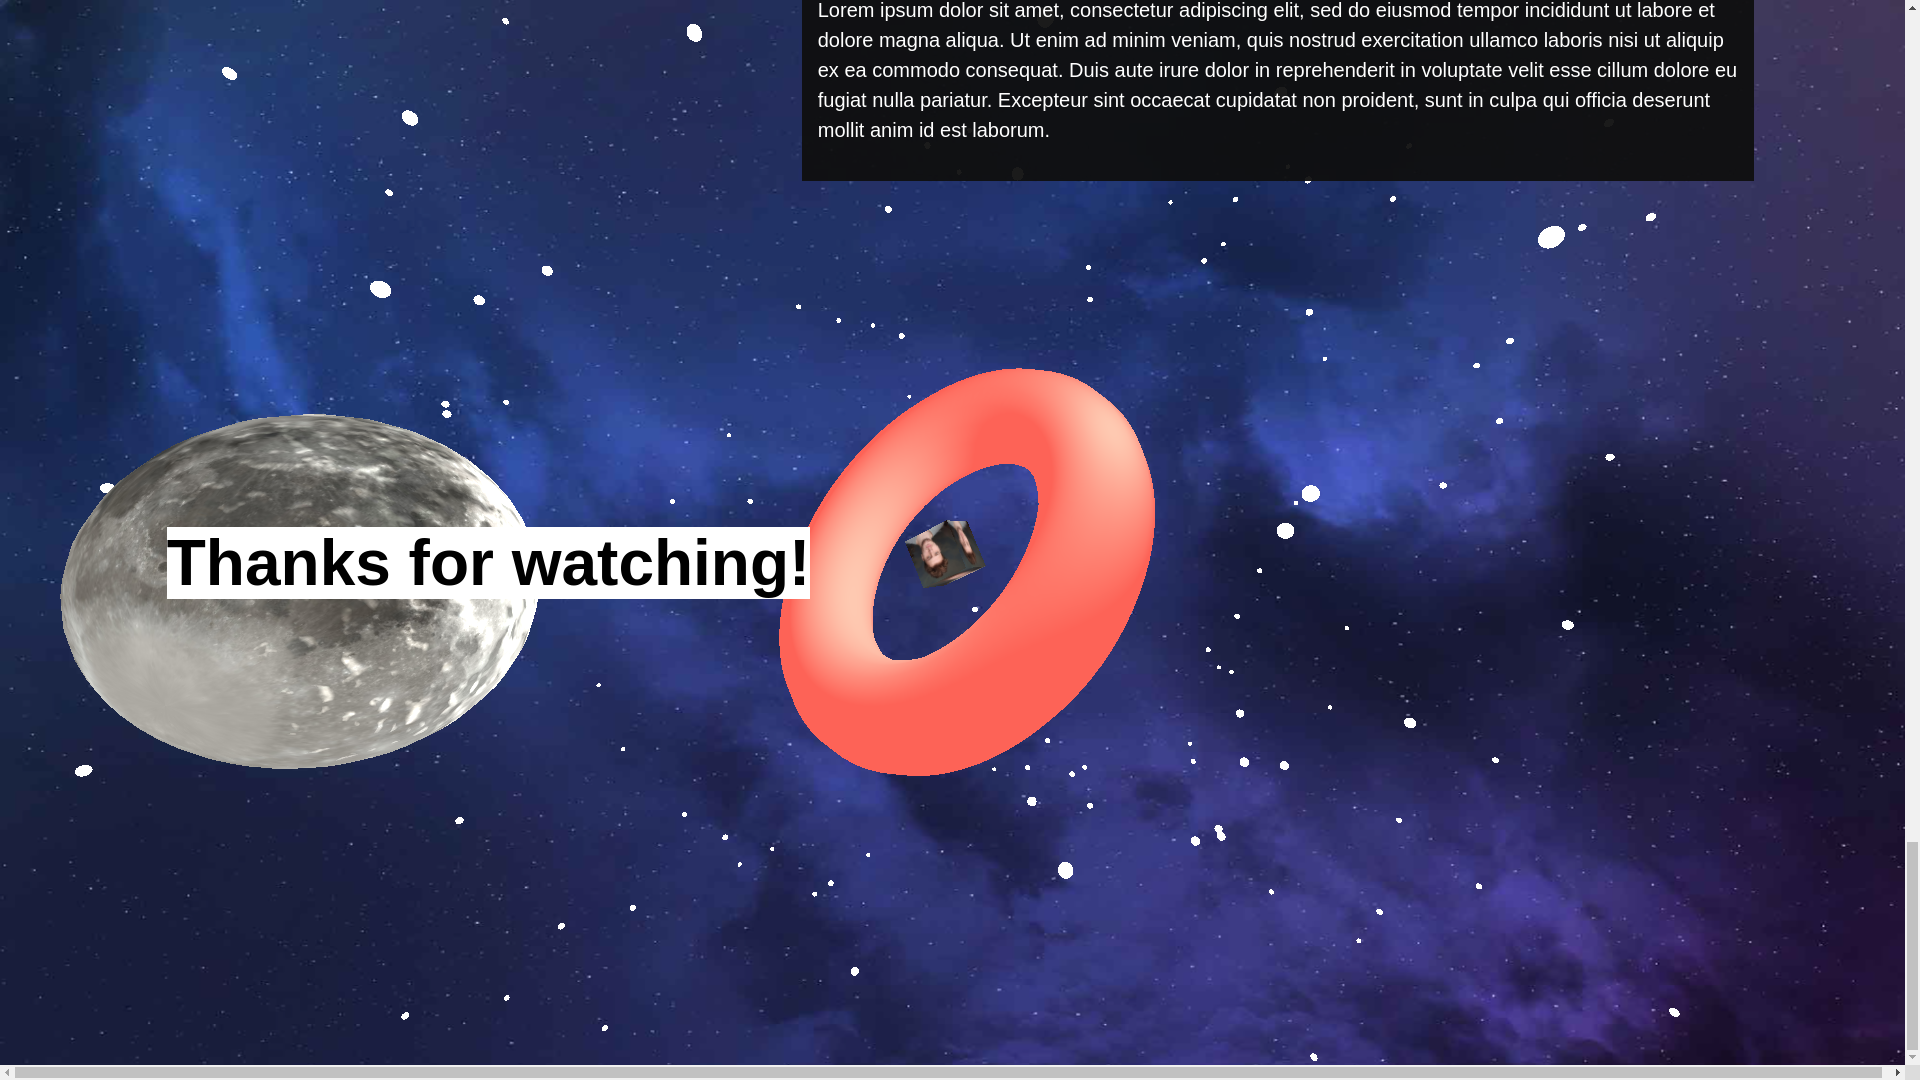 Lorem ipsum dolor sit amet, consectetur adipiscing elit, sed do eiusmod tempor incididunt ut labore et
dolore magna aliqua. Ut enim ad minim veniam, quis nostrud exercitation ullamco laboris nisi ut aliquip
ex ea commodo consequat. Duis aute irure dolor in reprehenderit in voluptate velit esse cillum dolore eu
fugiat nulla pariatur. Excepteur sint occaecat cupidatat non proident, sunt in culpa qui officia deserunt
mollit anim id est laborum.
Thanks for watching!